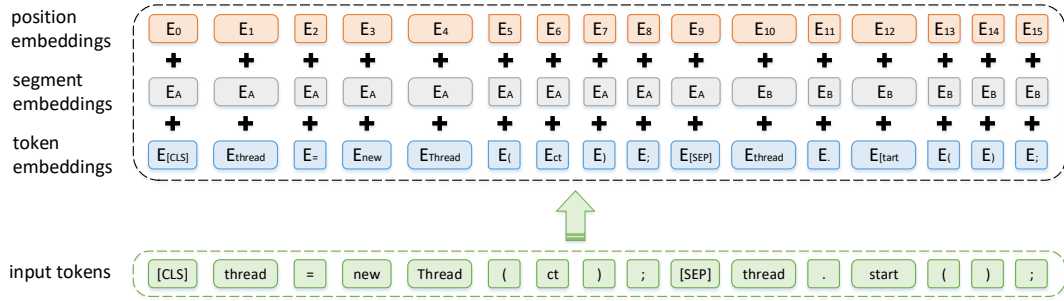 position embeddings E0 E1 E2 E3 E4 E5 E6 E7 E8 E9 E10 E11 E12 E13 E14 E15
+ + + + + + + + + + + + + + + +
segment embeddings EA EA EA EA EA EA EA EA EA EA EB EB EB EB EB EB
+ + + + + + + + + + + + + + + +
token embeddings E[CLS] Ethread E= Enew EThread E( Ect E) E; E[SEP] Ethread E. E[tart E( E) E;
input tokens [CLS] thread = new Thread ( ct ) ; [SEP] thread . start ( ) ;